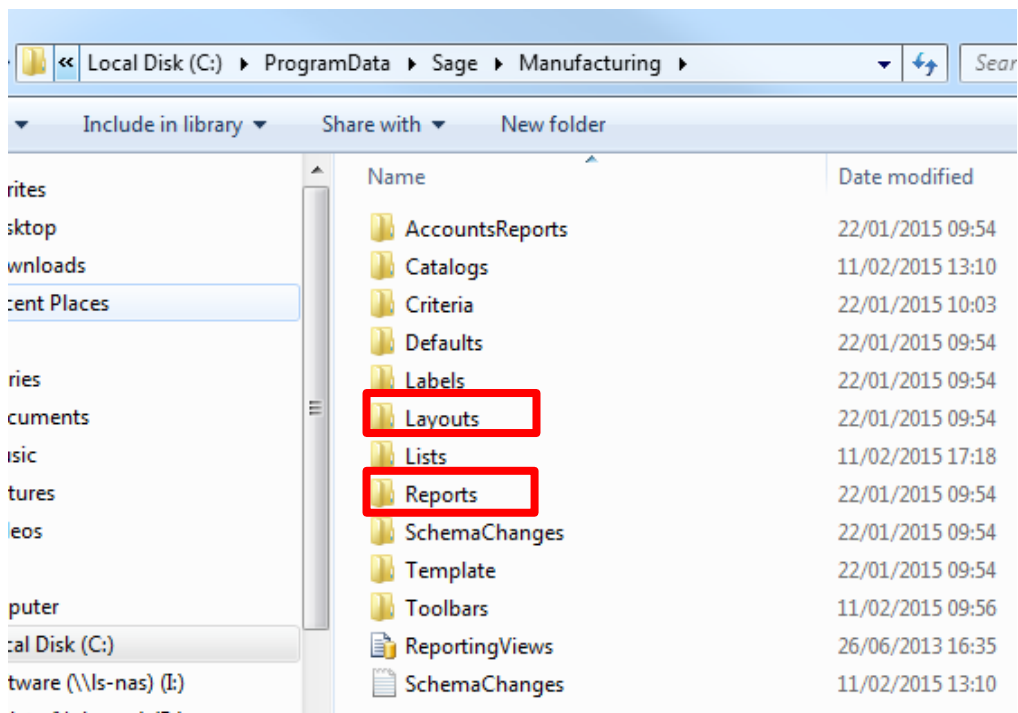 « Local Disk (C:) ProgramData Sage Manufacturing Sear
Include in library Share with New folder
Name Date modified
rites
sktop
wnloads
cent Places
ries
cuments
usic
tures
leos
puter
cal Disk (C:)
tware (\\ls-nas) (I:)
AccountsReports 22/01/2015 09:54
Catalogs 11/02/2015 13:10
Criteria 22/01/2015 10:03
Defaults 22/01/2015 09:54
Labels 22/01/2015 09:54
Layouts 22/01/2015 09:54
Lists 11/02/2015 17:18
Reports 22/01/2015 09:54
SchemaChanges 22/01/2015 09:54
Template 22/01/2015 09:54
Toolbars 11/02/2015 09:56
ReportingViews 26/06/2013 16:35
SchemaChanges 11/02/2015 13:10